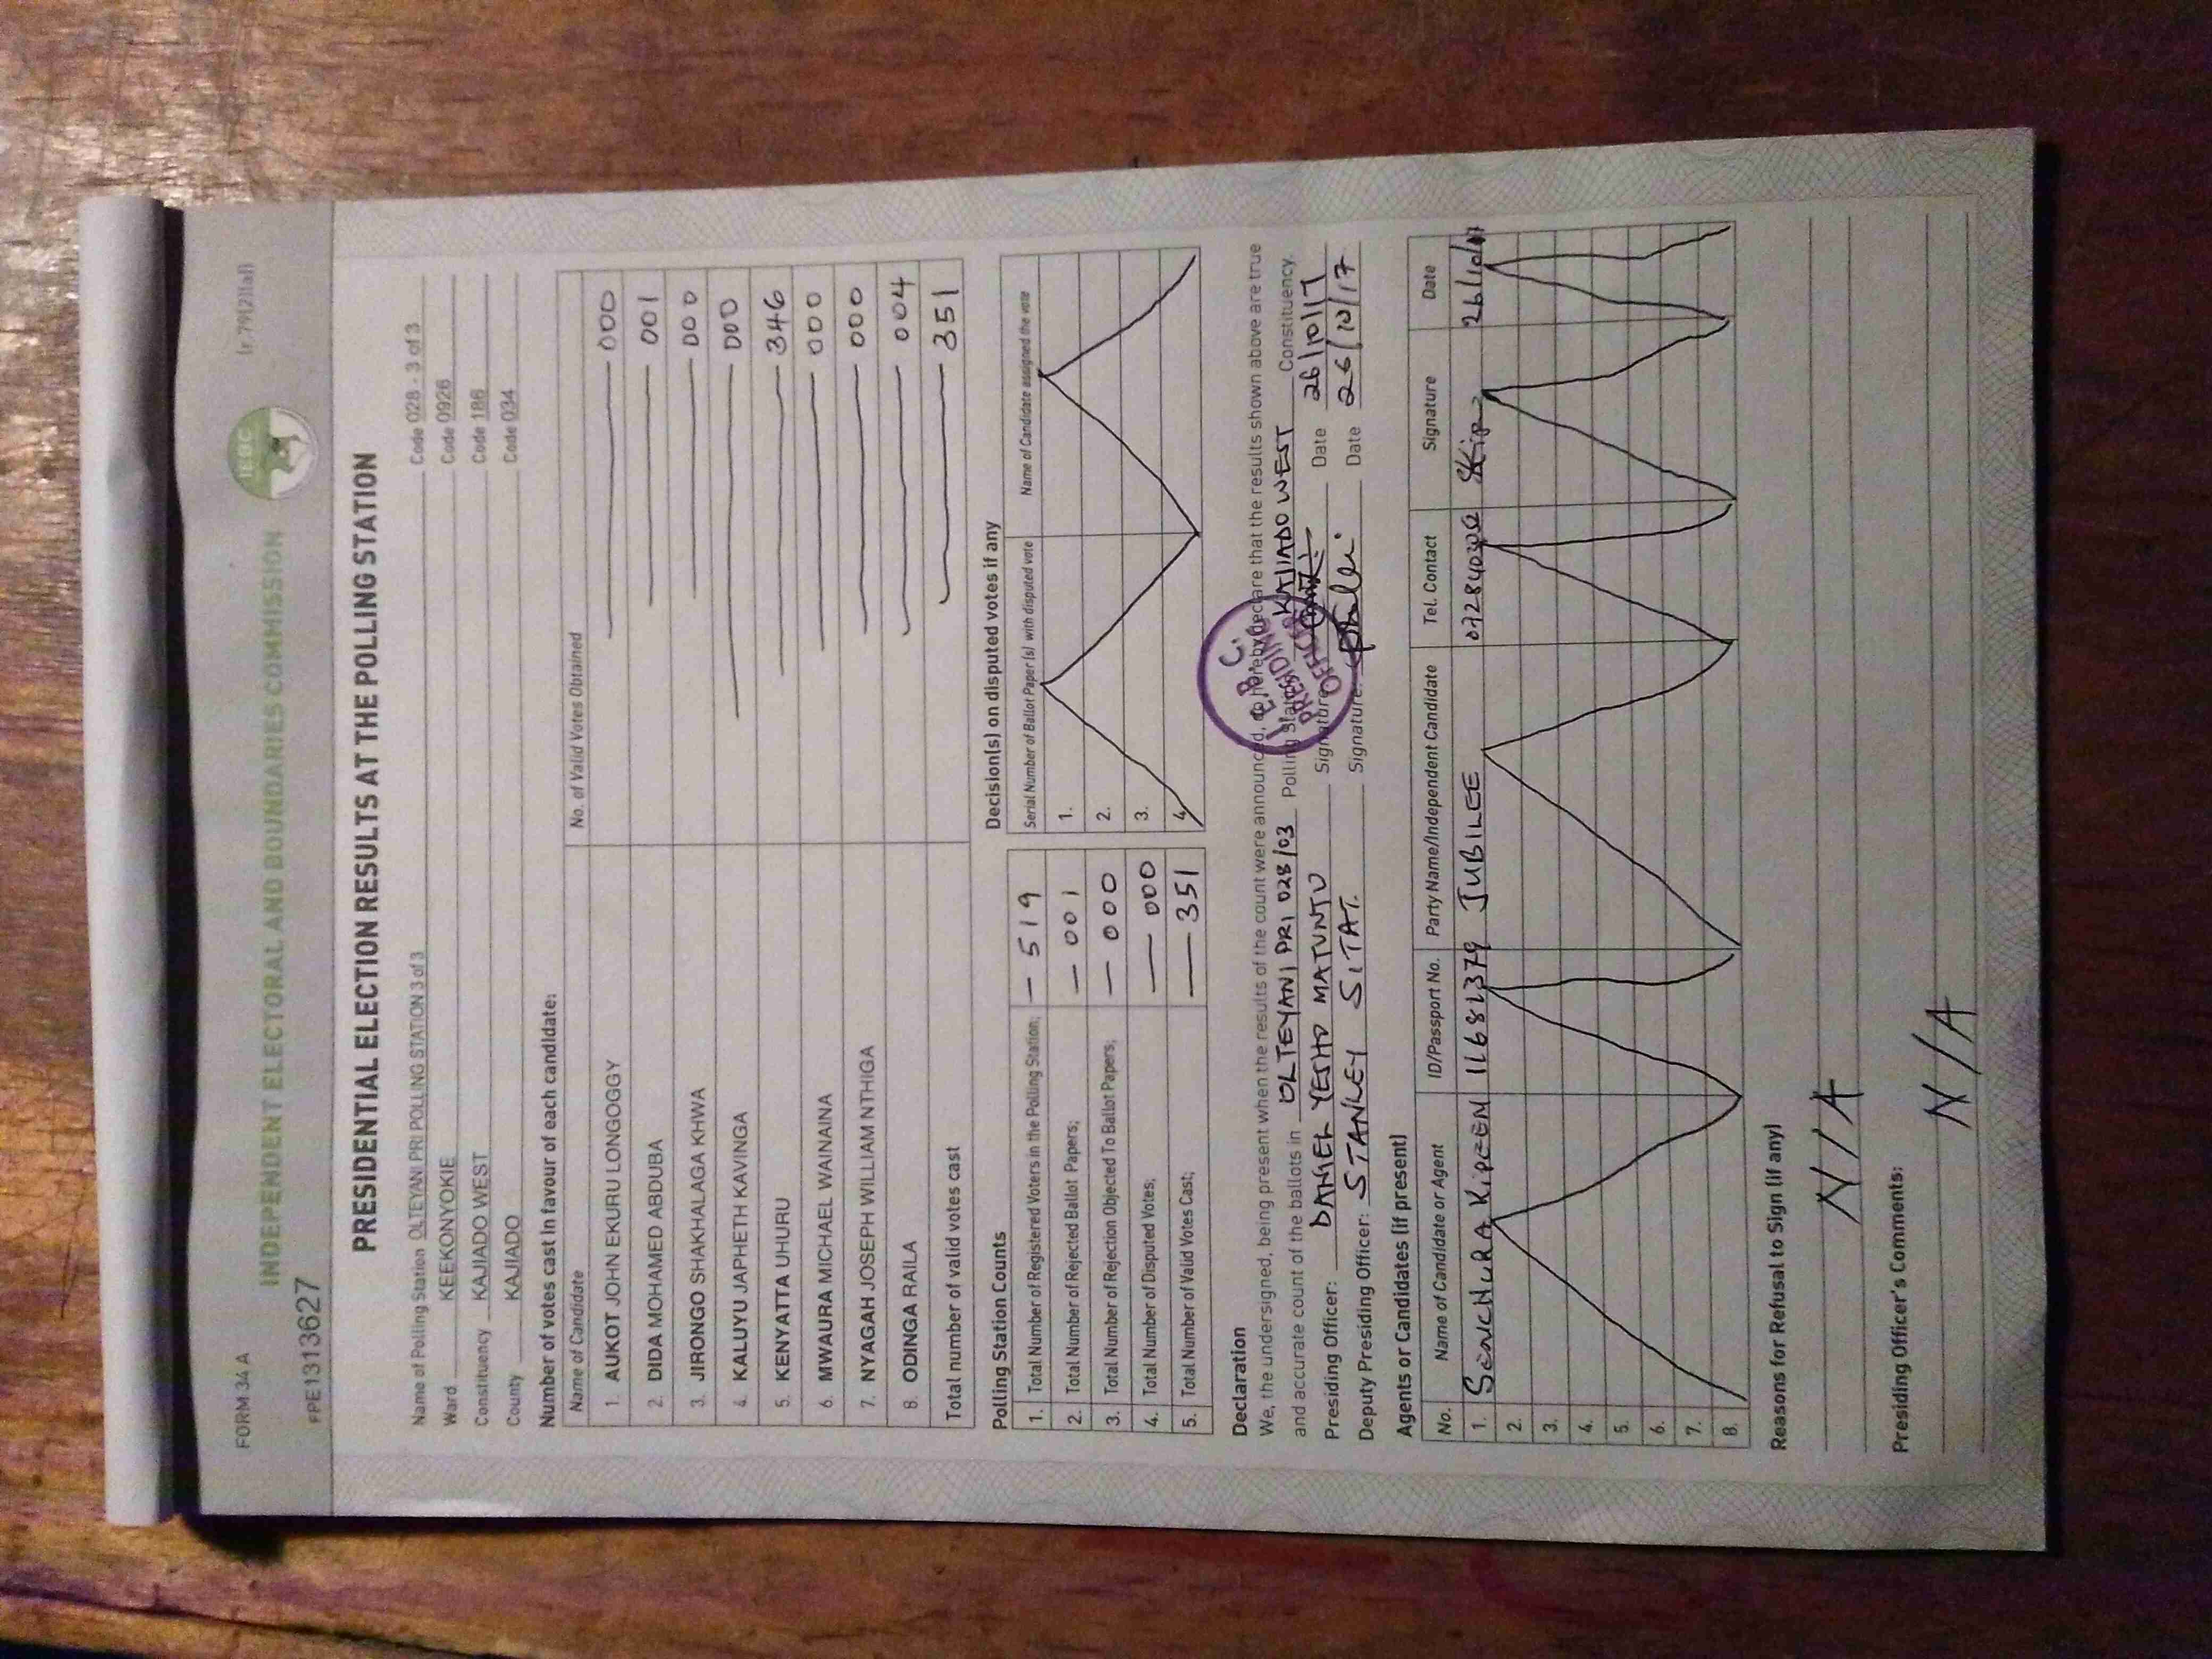 FORM 34 A
(r 79(2)(a))
INDEPENDENT ELECTORAL AND BOUNDARIES COMMISSION
IEBC
FPE1313627
PRESIDENTIAL ELECTION RESULTS AT THE POLLING STATION
Name of Polling Station OLTEYANI PRI POLLING STATION 3 of 3 Code 028 - 3 of 3
Ward KEEKONYOKIE Code 0926
Constituency KAJIADO WEST Code 186
County KAJIADO Code 034
Number of votes cast in favour of each candidate:
Name of Candidate No. of Valid Votes Obtained
1. AUKOT JOHN EKURU LONGOGGY 000
2. DIDA MOHAMED ABDUBA 001
3. JIRONGO SHAKHALAGA KHWA 000
4. KALUYU JAPHETH KAVINGA 000
5. KENYATTA UHURU 346
6. MWAURA MICHAEL WAINAINA 000
7. NYAGAH JOSEPH WILLIAM NTHIGA 000
8. ODINGA RAILA 004
Total number of valid votes cast 351
Polling Station Counts
1. Total Number of Registered Voters in the Polling Station; 519
2. Total Number of Rejected Ballot Papers; 001
3. Total Number of Rejection Objected To Ballot Papers; 000
4. Total Number of Disputed Votes; 000
5. Total Number of Valid Votes Cast; 351
Decision(s) on disputed votes if any
Serial Number of Ballot Paper(s) with disputed vote Name of Candidate assigned the vote
1.
2.
3.
4.
Declaration
We, the undersigned, being present when the results of the count were announced, do hereby declare that the results shown above are true
and accurate count of the ballots in OLTEYANI PRI 028/03 Polling Station KAJIADO WEST Constituency.
Presiding Officer: DANIEL YESHO MATUNTU Signature Date 26/10/17
Deputy Presiding Officer: STANLEY SITAT. Signature: Date 26/10/17
I.E.B.C.
PRESIDING
OFFICER
Agents or Candidates (if present)
No. Name of Candidate or Agent ID/Passport No. Party Name/Independent Candidate Tel. Contact Signature Date
1. KIPEEN 11681379 JUBILEE 26/10/17
2.
3.
4.
5.
6.
7.
8.
Reasons for Refusal to Sign (if any)
N/A
Presiding Officer's Comments:
N/A